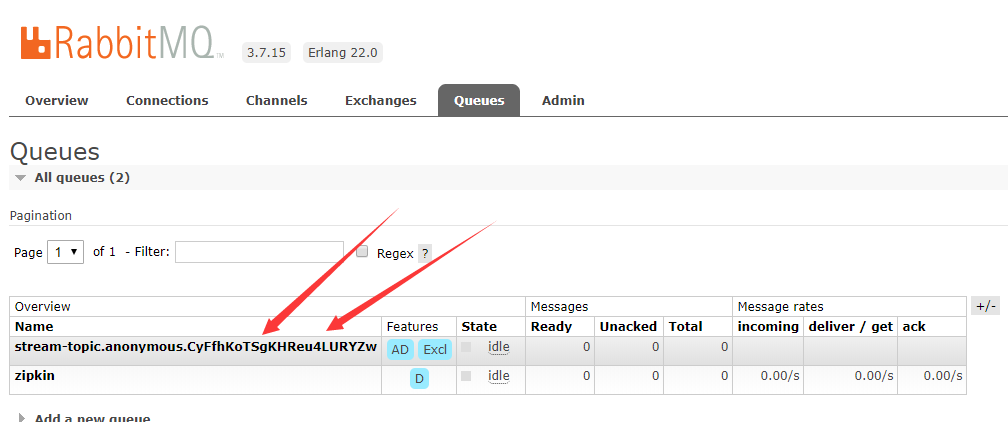 RabbitMQ TM 3.7.15 Erlang 22.0
Overview Connections Channels Exchanges Queues Admin
Queues
All queues (2)
Pagination
Page 1 of 1 - Filter: Regex ?
Overview Messages Message rates +/-
Name Features State Ready Unacked Total incoming deliver / get ack
stream-topic.anonymous.CyFfhKoTSgKHReu4LURYZw AD Excl idle 0 0 0
zipkin D idle 0 0 0 0.00/s 0.00/s 0.00/s
Add a new queue